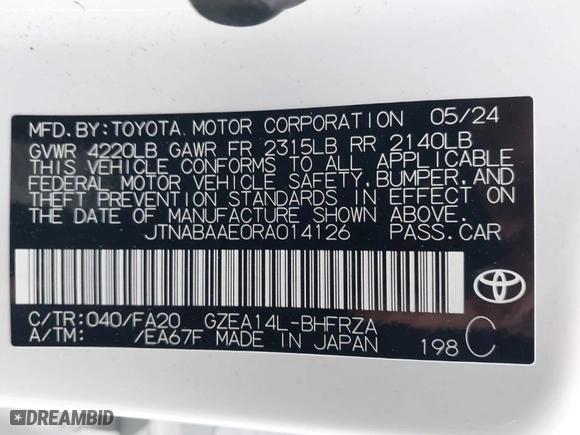 MFD.BY:TOYOTA MOTOR CORPORATION 05/24
GVWR 4220LB GAWR FR 2315LB RR 2140LB
THIS VEHICLE CONFORMS TO ALL APPLICABLE
FEDERAL MOTOR VEHICLE SAFETY,BUMPER,AND
THEFT PREVENTION STANDARDS IN EFFECT ON
THE DATE OF MANUFACTURE SHOWN ABOVE.
JTNABAAE0RA014126 PASS.CAR
C/TR:040/FA20 GZEA14L-BHFRZA
A/TM: /EA67F MADE IN JAPAN 198 C
DREAMBID